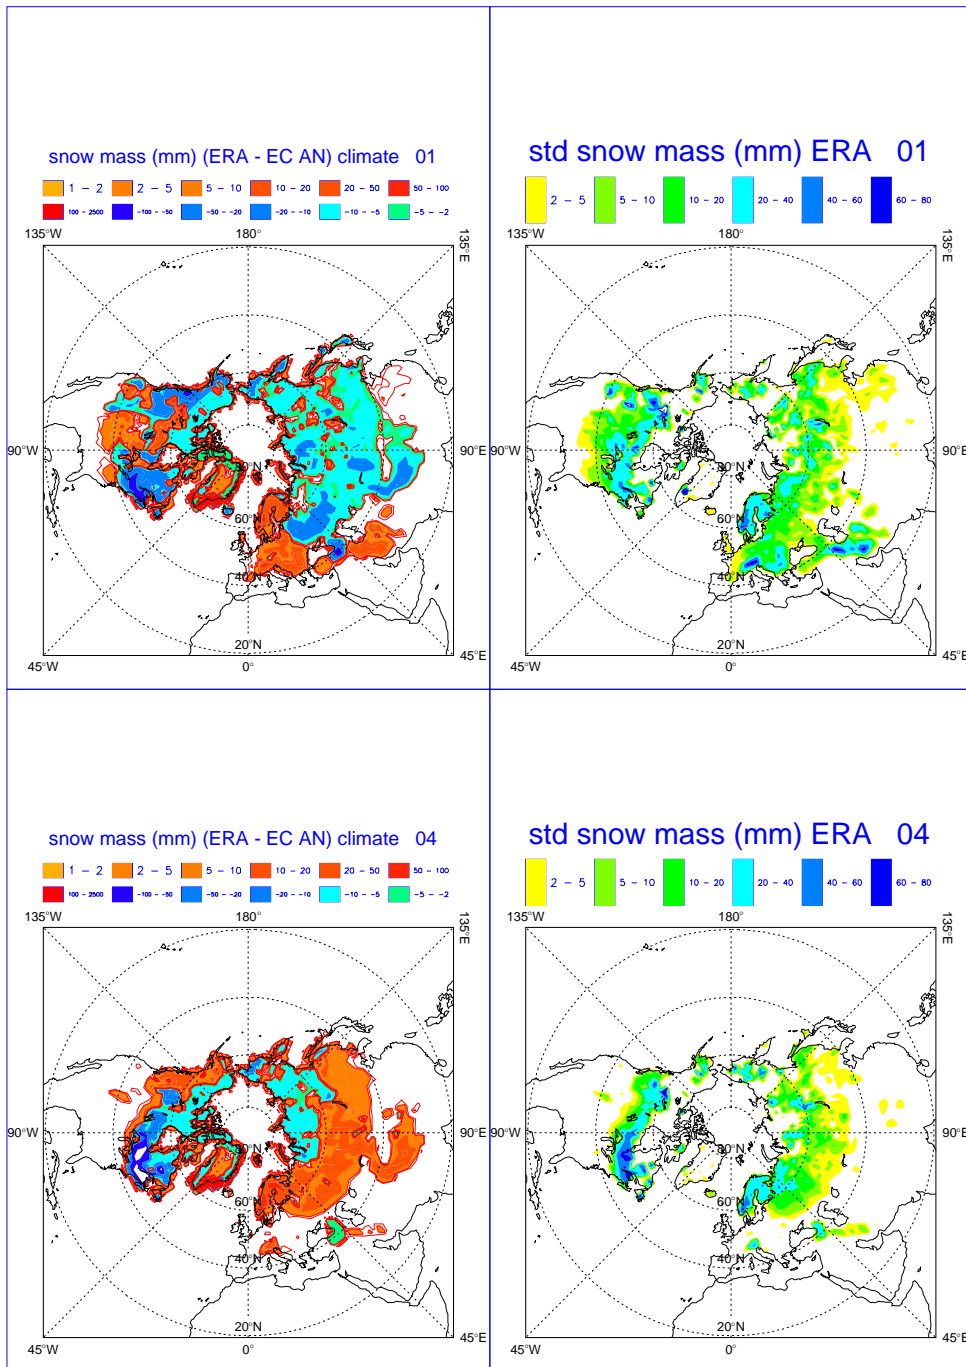 snow mass (mm) (ERA - EC AN) climate 01
1 - 2 2 - 5 5 - 10 10 - 20 20 - 50 50 - 100
100 - 2500 -100 - -50 -50 - -20 -20 - -10 -10 - -5 -5 - -2
135°W 180° 135°E
90°W 90°E
80°N
60°N
40°N
20°N
45°W 0° 45°E
std snow mass (mm) ERA 01
2 - 5 5 - 10 10 - 20 20 - 40 40 - 60 60 - 80
180° 135°E
90°E
80°N
60°N
40°N
20°N
0° 45°E
snow mass (mm) (ERA - EC AN) climate 04
1 - 2 2 - 5 5 - 10 10 - 20 20 - 50 50 - 100
100 - 2500 -100 - -50 -50 - -20 -20 - -10 -10 - -5 -5 - -2
135°W 180° 135°E
90°W 90°E
80°N
60°N
40°N
20°N
45°W 0° 45°E
std snow mass (mm) ERA 04
2 - 5 5 - 10 10 - 20 20 - 40 40 - 60 60 - 80
135°W 180° 135°E
90°W 90°E
80°N
60°N
40°N
20°N
45°W 0° 45°E